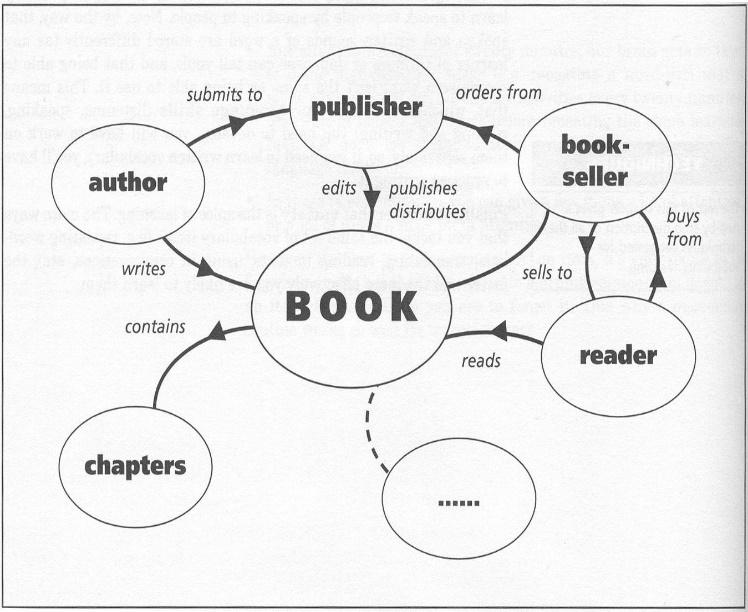 submits to
publisher
orders from
author
book-
seller
edits
publishes
distributes
buys
from
writes
sells to
BOOK
contains
reads
reader
chapters
......